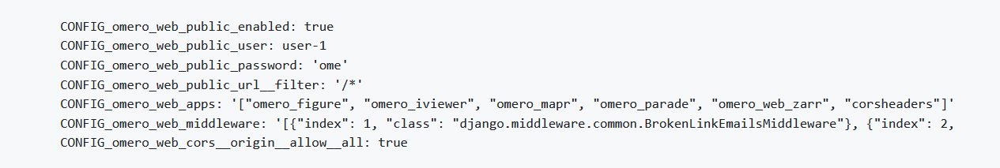 CONFIG_omero_web_public_enabled: true
CONFIG_omero_web_public_user: user-1
CONFIG_omero_web_public_password: 'ome'
CONFIG_omero_web_public_url__filter: '/*'
CONFIG_omero_web_apps: '["omero_figure", "omero_iviewer", "omero_mapr", "omero_parade", "omero_web_zarr", "corsheaders"]'
CONFIG_omero_web_middleware: '[{"index": 1, "class": "django.middleware.common.BrokenLinkEmailsMiddleware"}, {"index": 2,
CONFIG_omero_web_cors__origin__allow__all: true